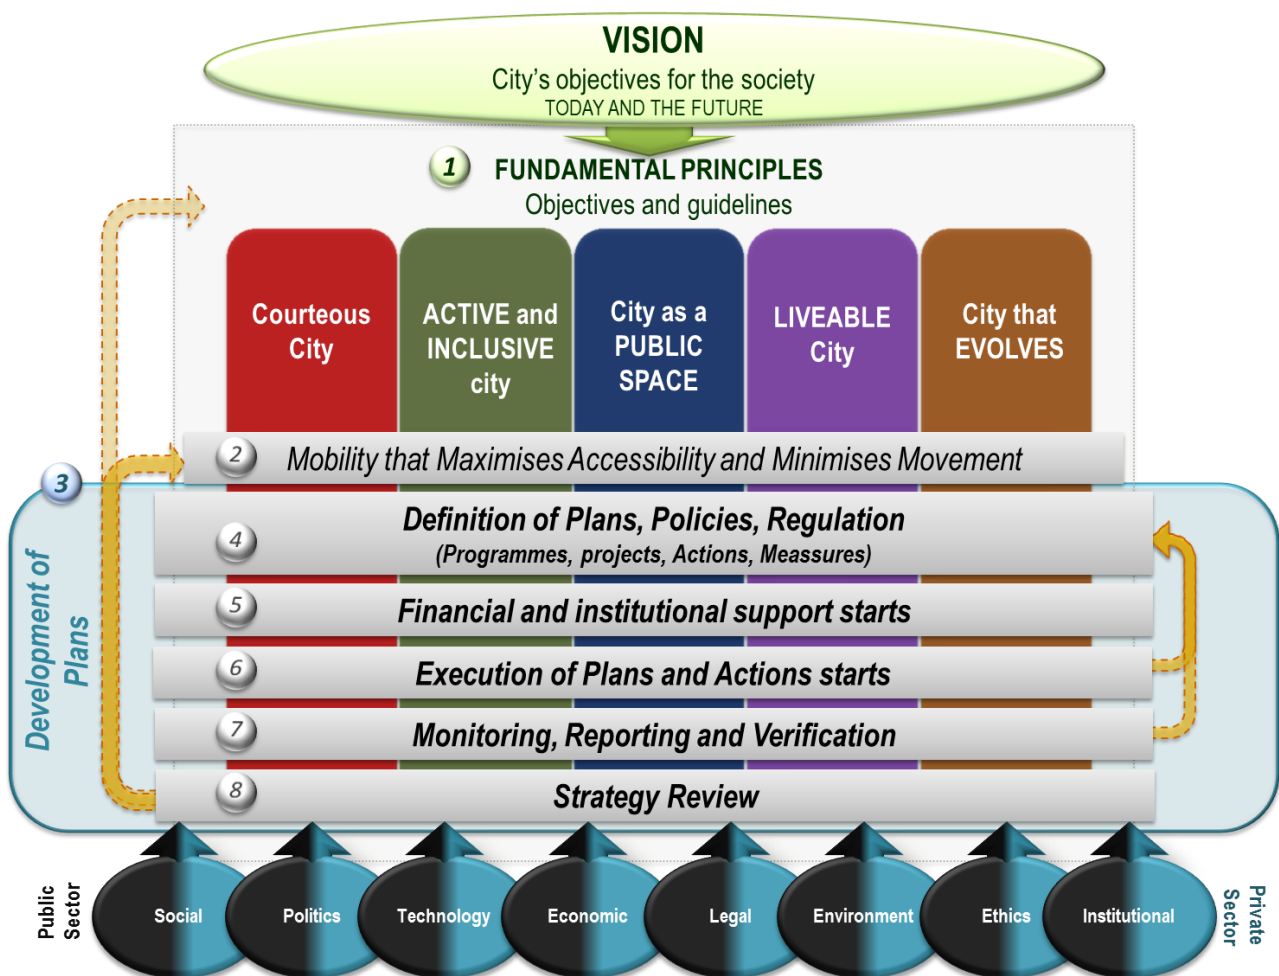 VISION
City's objectives for the society
TODAY AND THE FUTURE
1
FUNDAMENTAL PRINCIPLES
Objectives and guidelines
Courteous
City
ACTIVE and
INCLUSIVE
city
City as a
PUBLIC
SPACE
LIVEABLE
City
City that
EVOLVES
2
Mobility that Maximises Accessibility and Minimises Movement
3
Development of
Plans
4
Definition of Plans, Policies, Regulation
(Programmes, projects, Actions, Meassures)
5
Financial and institutional support starts
6
Execution of Plans and Actions starts
7
Monitoring, Reporting and Verification
8
Strategy Review
Public
Sector
Social
Politics
Technology
Economic
Legal
Environment
Ethics
Institutional
Private
Sector